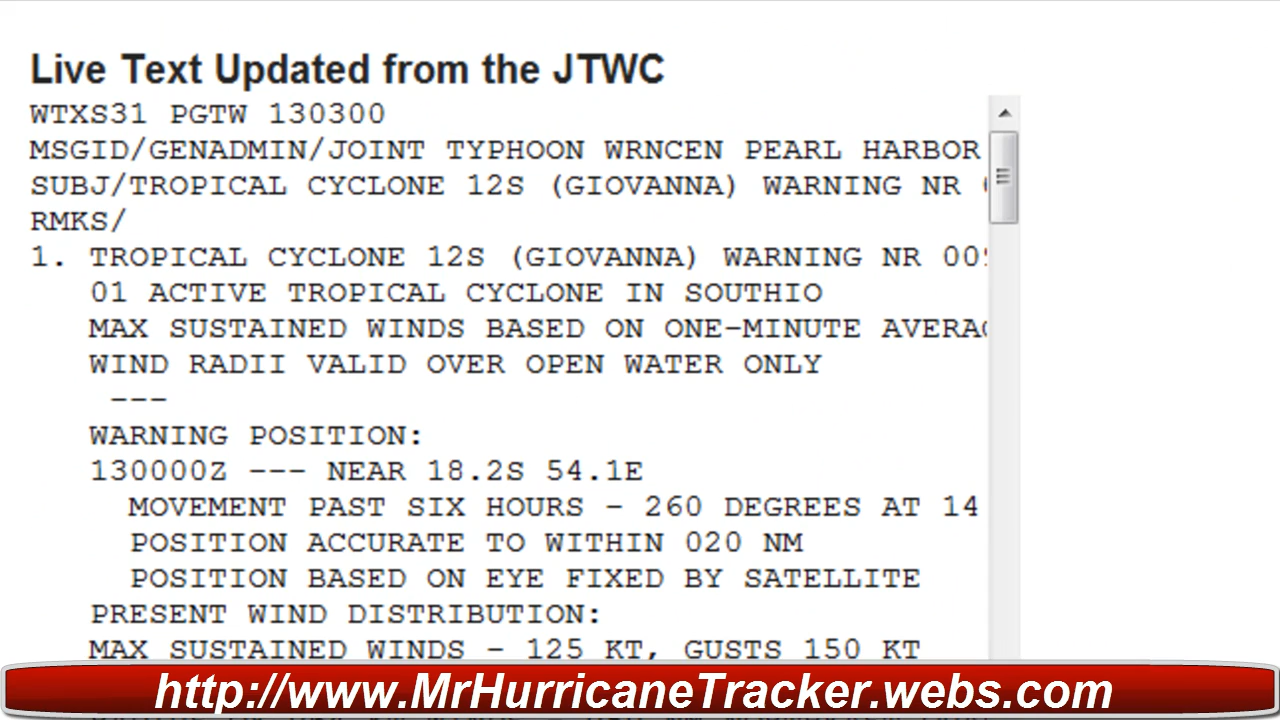 Live Text Updated from the JTWC
WTXS31 PGTW 130300
MSGID/GENADMIN/JOINT TYPHOON WRNCEN PEARL HARBOR
SUBJ/TROPICAL CYCLONE 12S (GIOVANNA) WARNING NR
RMKS/
1. TROPICAL CYCLONE 12S (GIOVANNA) WARNING NR 009
01 ACTIVE TROPICAL CYCLONE IN SOUTHIO
MAX SUSTAINED WINDS BASED ON ONE-MINUTE AVERAG
WIND RADII VALID OVER OPEN WATER ONLY
---
WARNING POSITION:
130000Z --- NEAR 18.2S 54.1E
MOVEMENT PAST SIX HOURS - 260 DEGREES AT 14
POSITION ACCURATE TO WITHIN 020 NM
POSITION BASED ON EYE FIXED BY SATELLITE
PRESENT WIND DISTRIBUTION:
MAX SUSTAINED WINDS - 125 KT, GUSTS 150 KT
http://www.MrHurricaneTracker.webs.com